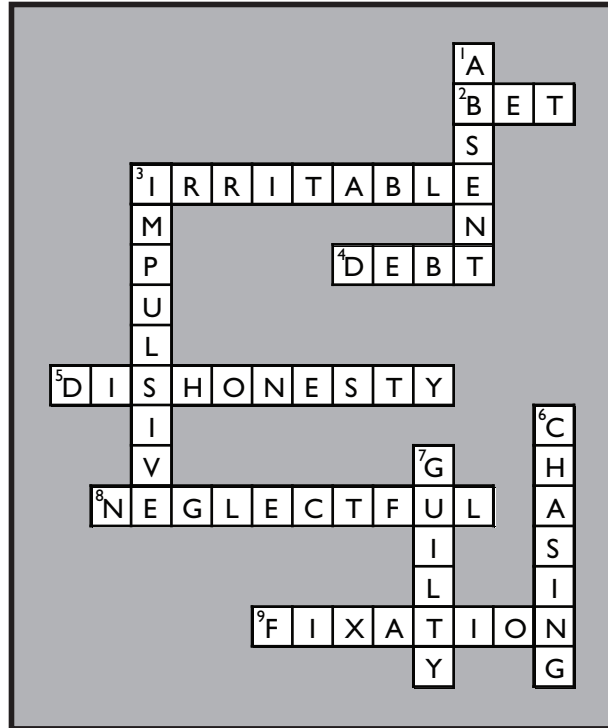 1 ABSENT
2 BET
3 IRRITABLE
IMPULSIVE
4 DEBT
5 DISHONESTY
6 CHASING
7 GUILTY
8 NEGLECTFUL
9 FIXATION